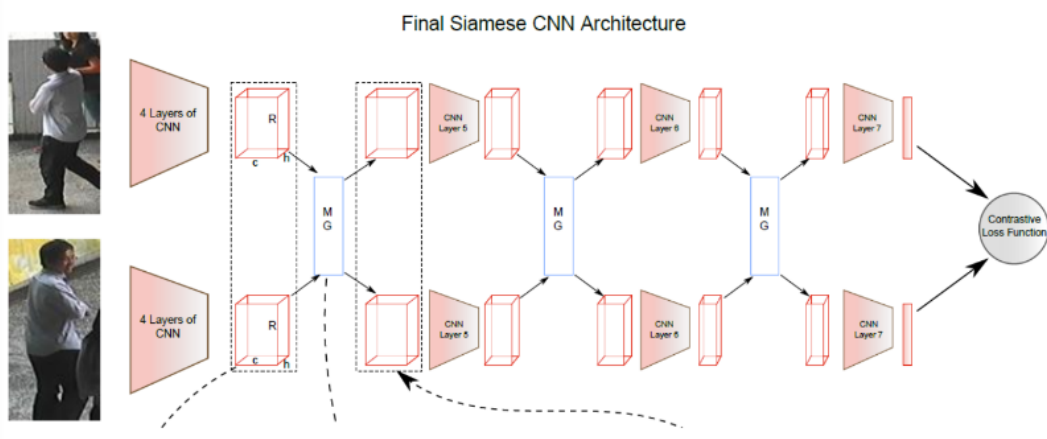 Final Siamese CNN Architecture
4 Layers of
CNN
R
c
h
M
G
CNN
Layer 5
M
G
CNN
Layer 6
M
G
CNN
Layer 7
Contrastive
Loss Function
4 Layers of
CNN
R
c
h
CNN
Layer 5
CNN
Layer 6
CNN
Layer 7